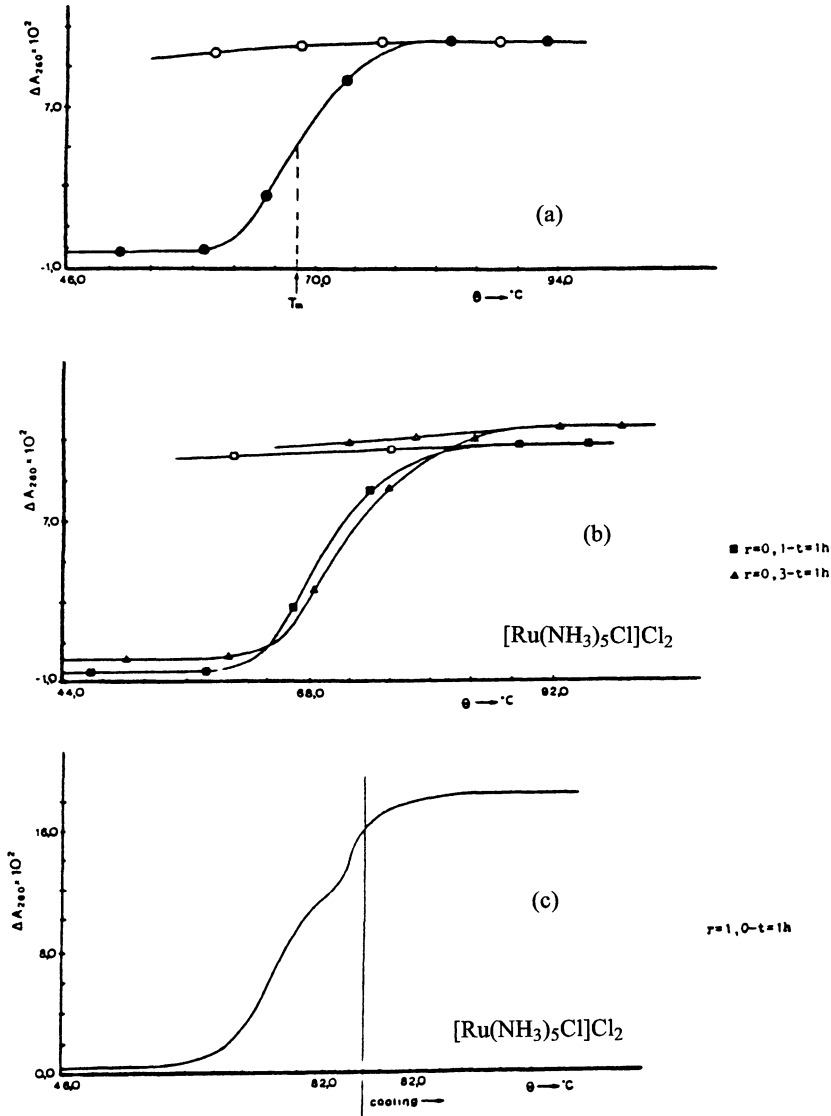 ΔA260×10²
7,0
(a)
-1,0
46,0
70,0
94,0
Tm
θ → °C
ΔA260×10²
7,0
(b)
■ r=0,1-t=1h
▲ r=0,3-t=1h
[Ru(NH3)5Cl]Cl2
-1,0
44,0
68,0
92,0
θ → °C
ΔA260×10²
16,0
(c)
r=1,0-t=1h
8,0
[Ru(NH3)5Cl]Cl2
0,0
46,0
82,0
82,0
θ → °C
cooling →